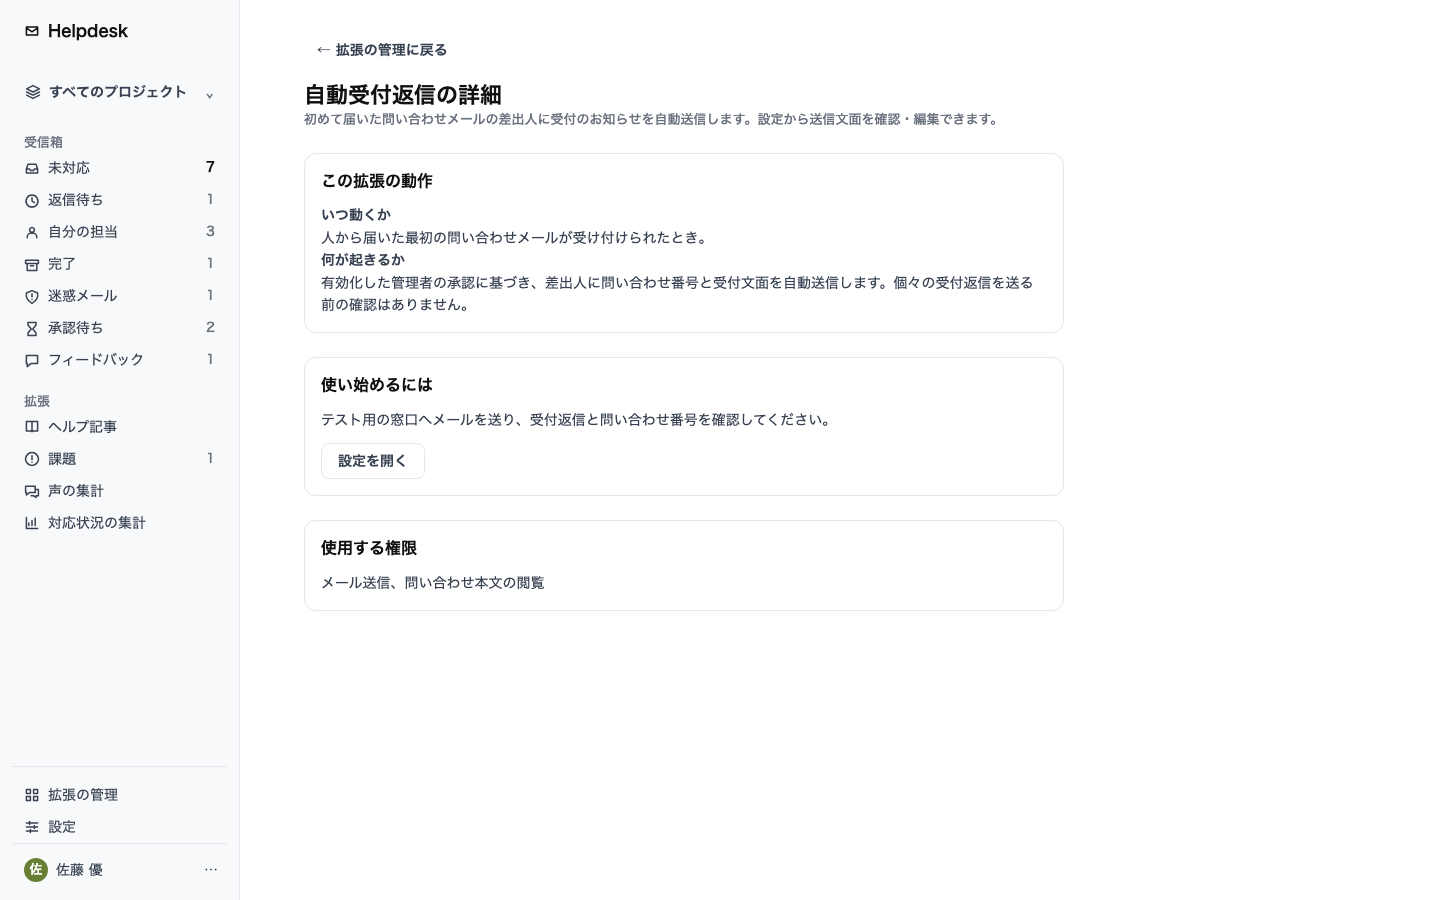 Helpdesk
すべてのプロジェクト
受信箱
未対応 7
返信待ち 1
自分の担当 3
完了 1
迷惑メール 1
承認待ち 2
フィードバック 1
拡張
ヘルプ記事
課題 1
声の集計
対応状況の集計
拡張の管理
設定
佐 佐藤 優 …
← 拡張の管理に戻る
自動受付返信の詳細
初めて届いた問い合わせメールの差出人に受付のお知らせを自動送信します。設定から送信文面を確認・編集できます。
この拡張の動作
いつ動くか
人から届いた最初の問い合わせメールが受け付けられたとき。
何が起きるか
有効化した管理者の承認に基づき、差出人に問い合わせ番号と受付文面を自動送信します。個々の受付返信を送る
前の確認はありません。
使い始めるには
テスト用の窓口へメールを送り、受付返信と問い合わせ番号を確認してください。
設定を開く
使用する権限
メール送信、問い合わせ本文の閲覧